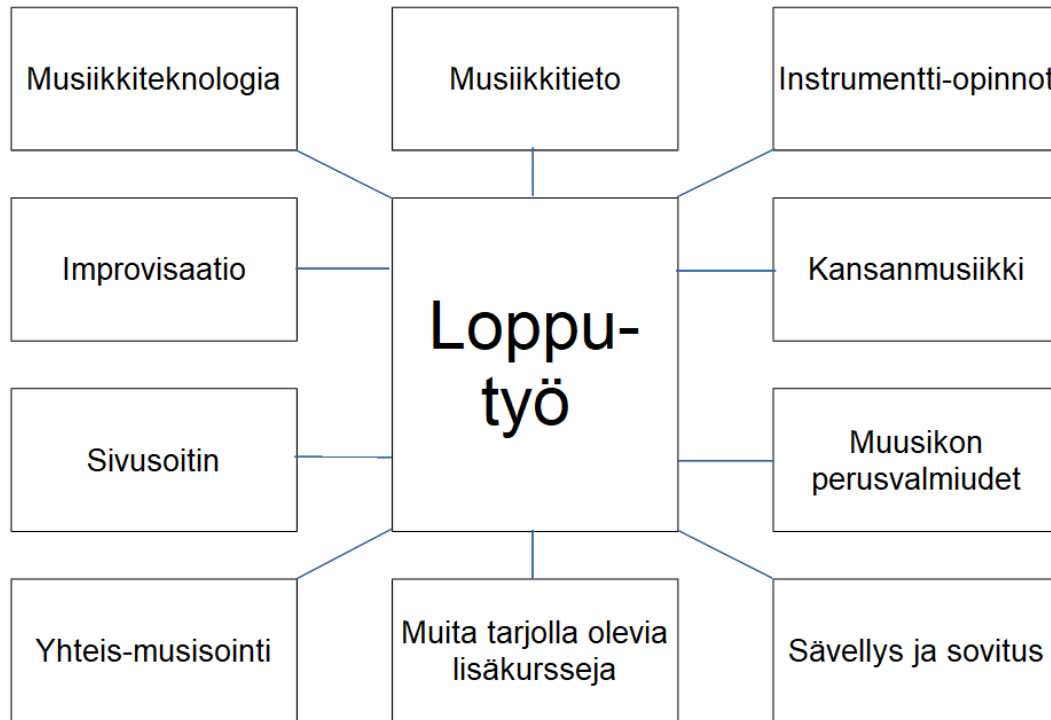 Musiikkiteknologia
Musiikkitieto
Instrumentti-opinnot
Improvisaatio
Loppu-
työ
Kansanmusiikki
Sivusoitin
Muusikon
perusvalmiudet
Yhteis-musisointi
Muita tarjolla olevia
lisäkursseja
Sävellys ja sovitus